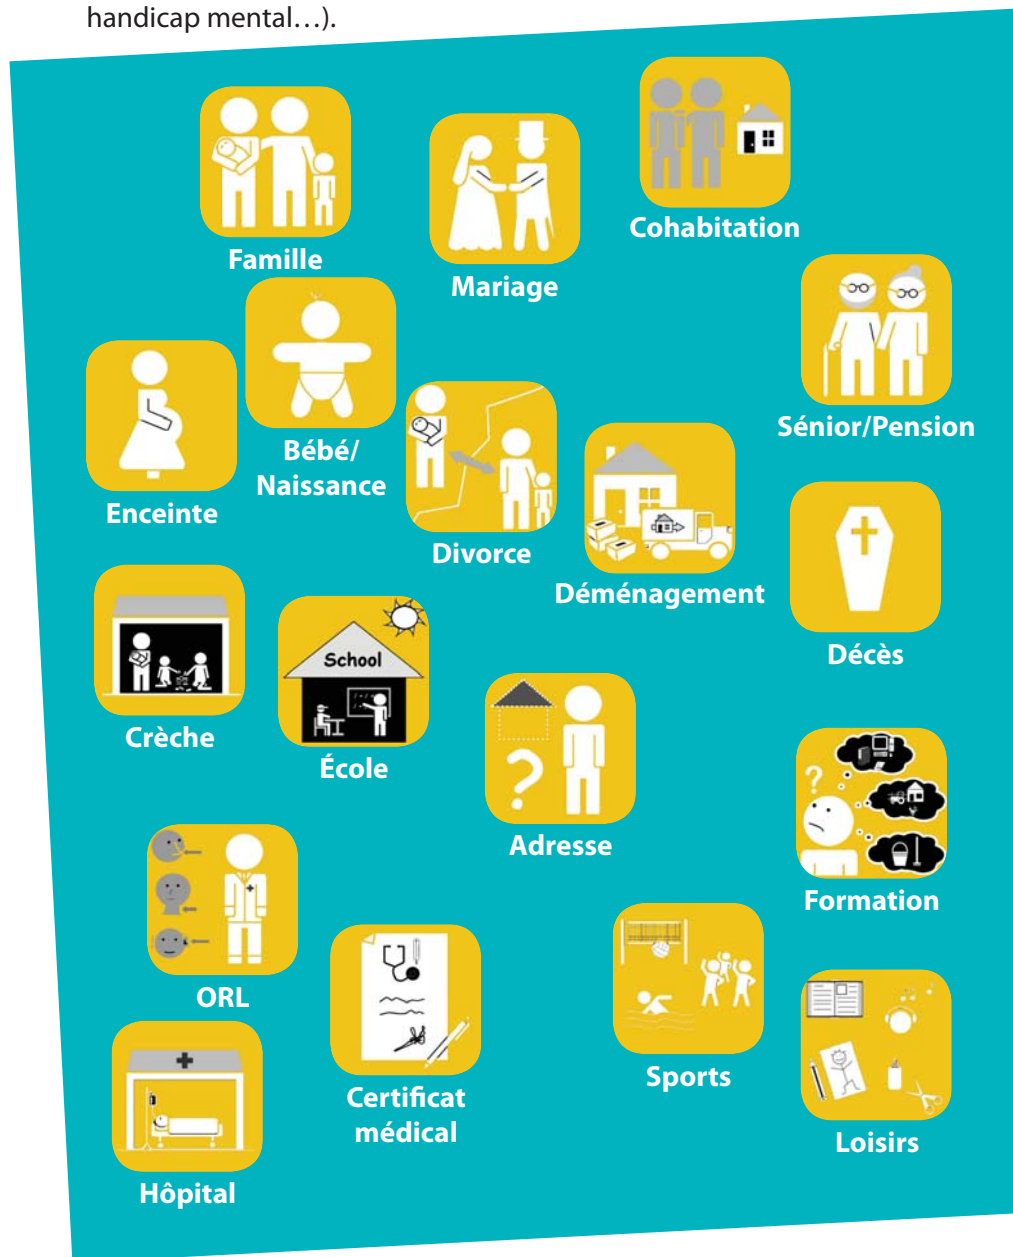 handicap mental…).
Famille
Mariage
Cohabitation
Enceinte
Bébé/
Naissance
Divorce
Déménagement
Sénior/Pension
Décès
Crèche
School
École
Adresse
Formation
ORL
Certificat
médical
Sports
Loisirs
Hôpital